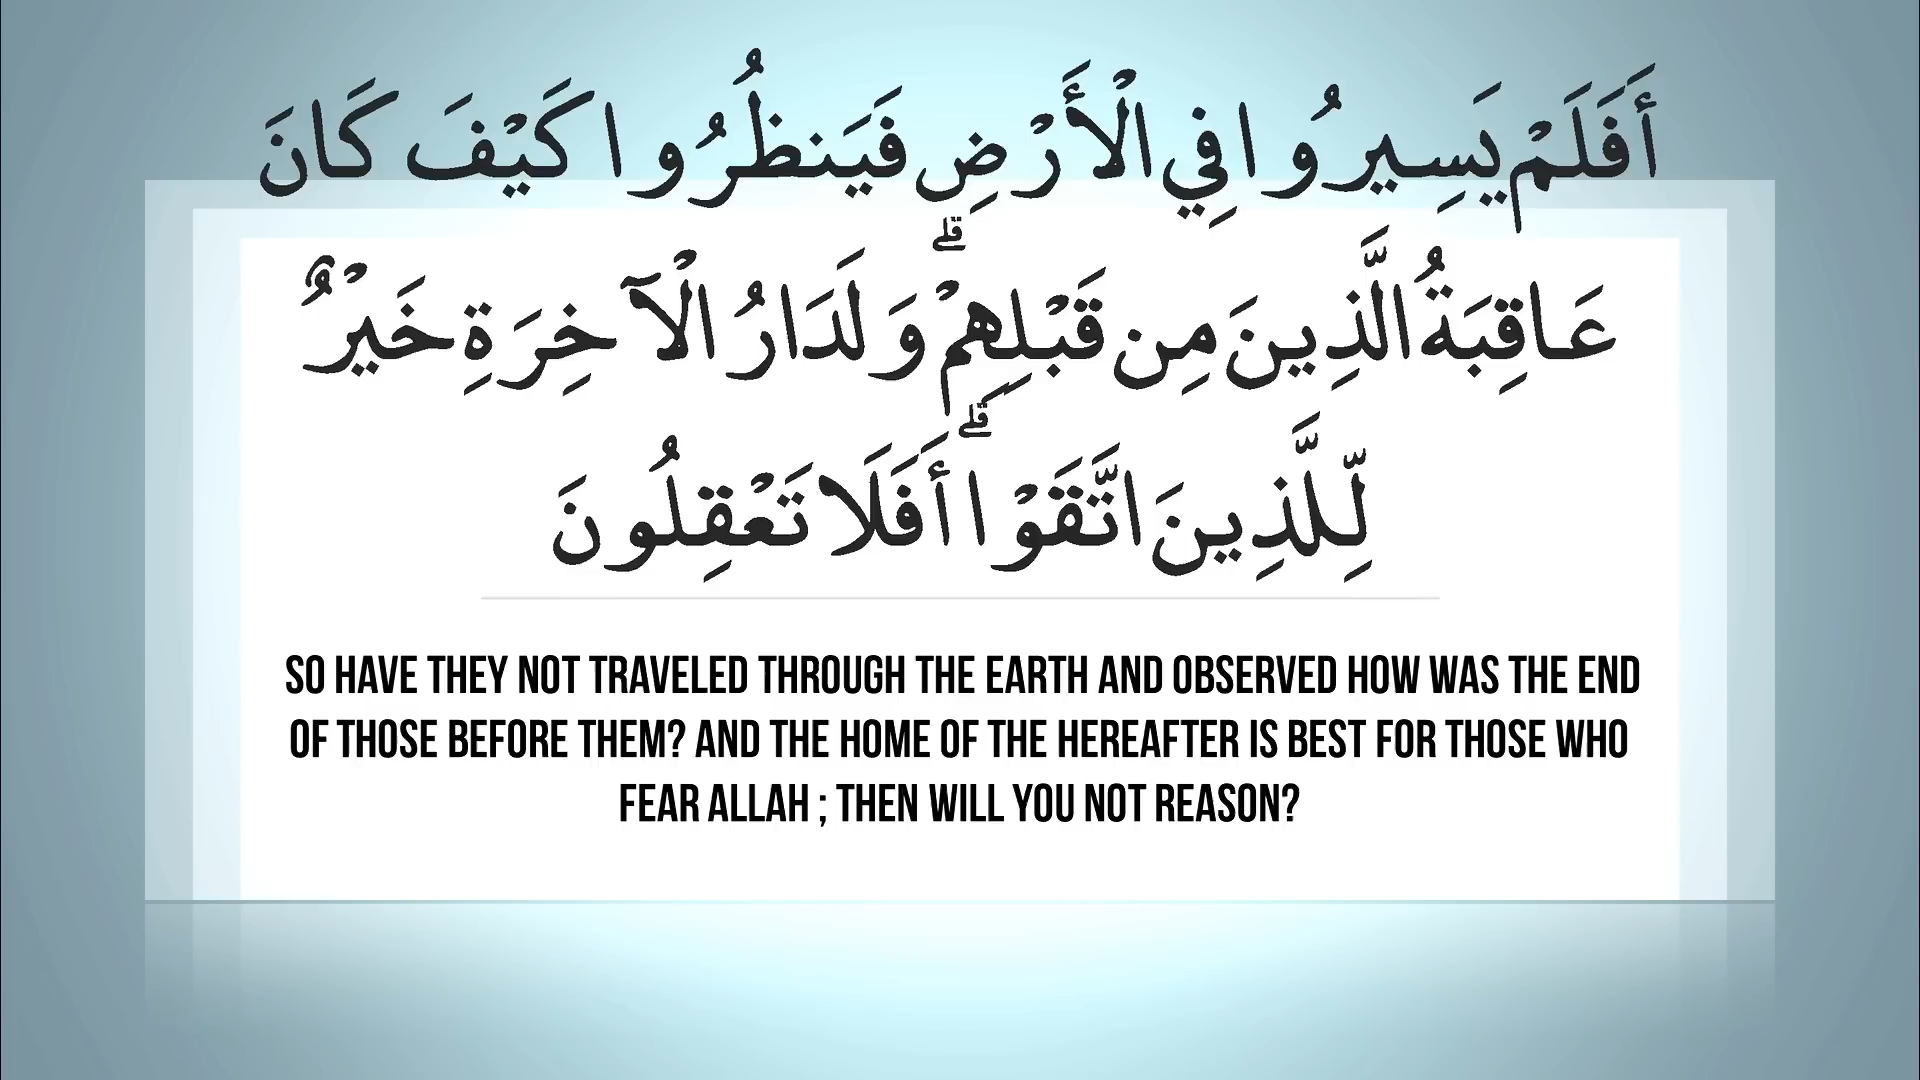 أَفَلَمْ يَسِيرُوا فِي الْأَرْضِ فَيَنظُرُوا كَيْفَ كَانَ
عَاقِبَةُ الَّذِينَ مِن قَبْلِهِمْ ۗ وَلَدَارُ الْآخِرَةِ خَيْرٌ
لِّلَّذِينَ اتَّقَوْا ۗ أَفَلَا تَعْقِلُونَ
SO HAVE THEY NOT TRAVELED THROUGH THE EARTH AND OBSERVED HOW WAS THE END
OF THOSE BEFORE THEM? AND THE HOME OF THE HEREAFTER IS BEST FOR THOSE WHO
FEAR ALLAH ; THEN WILL YOU NOT REASON?